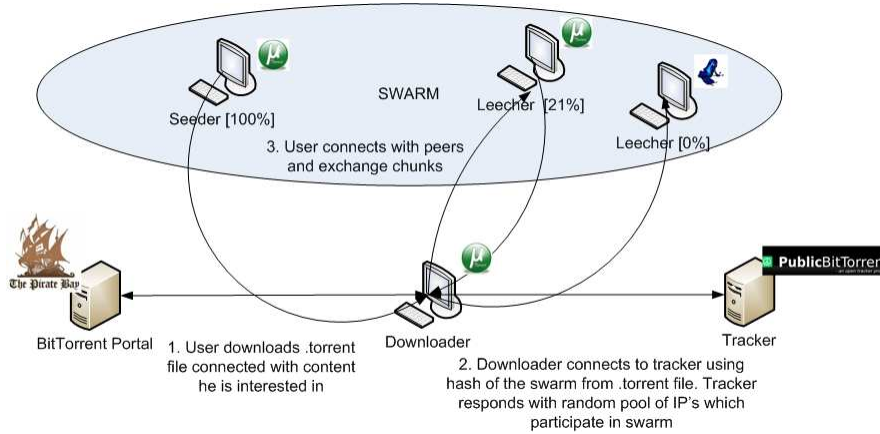 SWARM
Seeder [100%]
Leecher [21%]
Leecher [0%]
3. User connects with peers
and exchange chunks
The Pirate Bay
PublicBitTorren
BitTorrent Portal
Downloader
Tracker
1. User downloads .torrent
file connected with content
he is interested in
2. Downloader connects to tracker using
hash of the swarm from .torrent file. Tracker
responds with random pool of IP's which
participate in swarm
µ
µ
µ